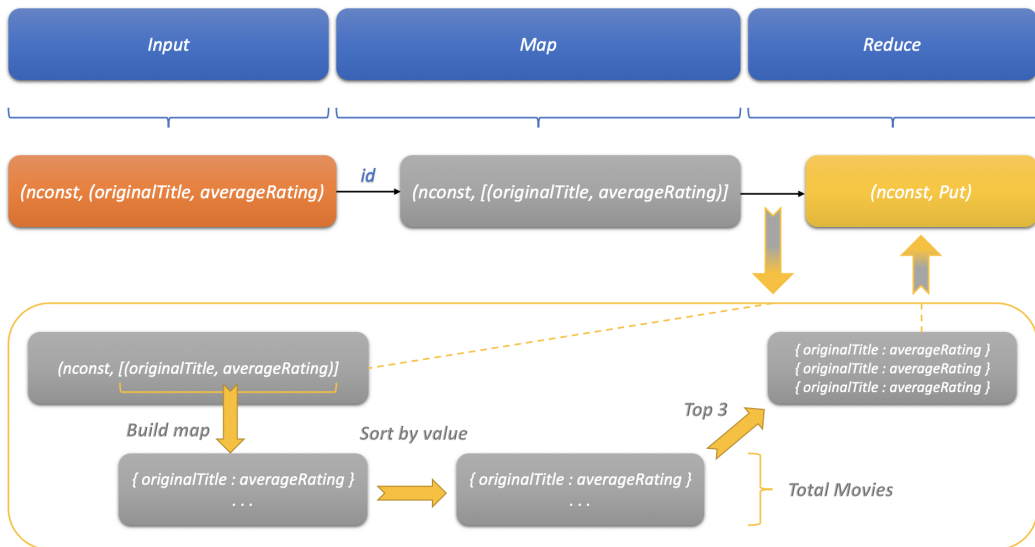 Input
Map
Reduce
(nconst, (originalTitle, averageRating)
id
(nconst, [(originalTitle, averageRating)]
(nconst, Put)
(nconst, [(originalTitle, averageRating)]
{ originalTitle : averageRating }
{ originalTitle : averageRating }
{ originalTitle : averageRating }
Build map
Sort by value
Top 3
{ originalTitle : averageRating }
. . .
{ originalTitle : averageRating }
. . .
Total Movies